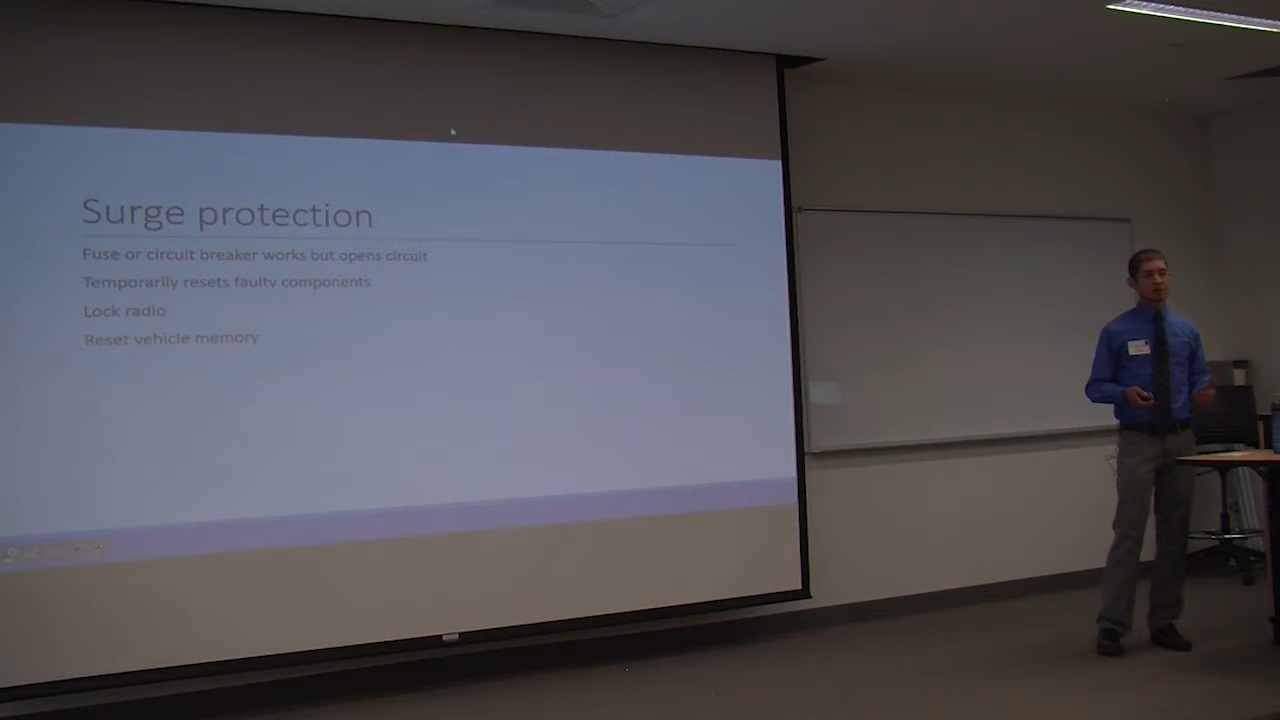 Surge protection
Fuse or circuit breaker works but opens circuit
Temporarily resets faulty components
Lock radio
Reset vehicle memory